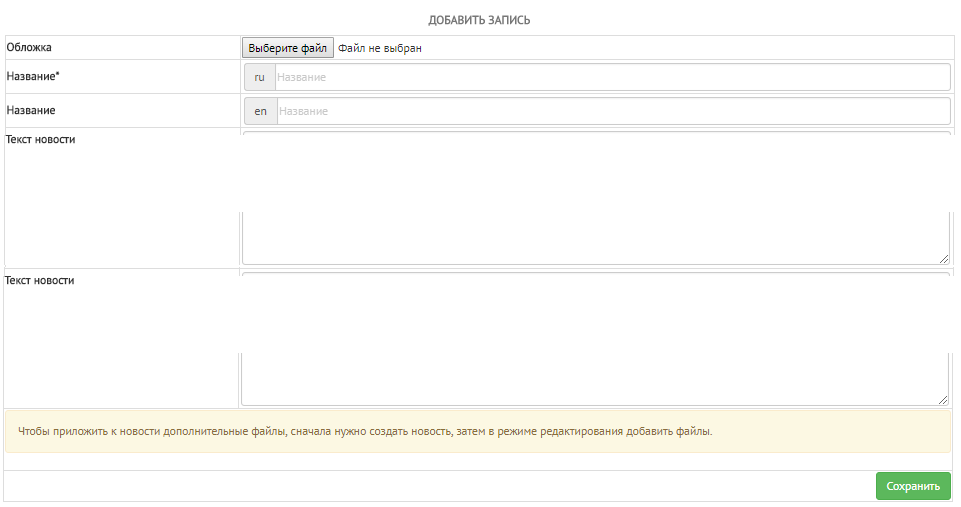 ДОБАВИТЬ ЗАПИСЬ
Обложка Выберите файл Файл не выбран
Название* ru Название
Название en Название
Текст новости
Текст новости
Чтобы приложить к новости дополнительные файлы, сначала нужно создать новость, затем в режиме редактирования добавить файлы.
Сохранить